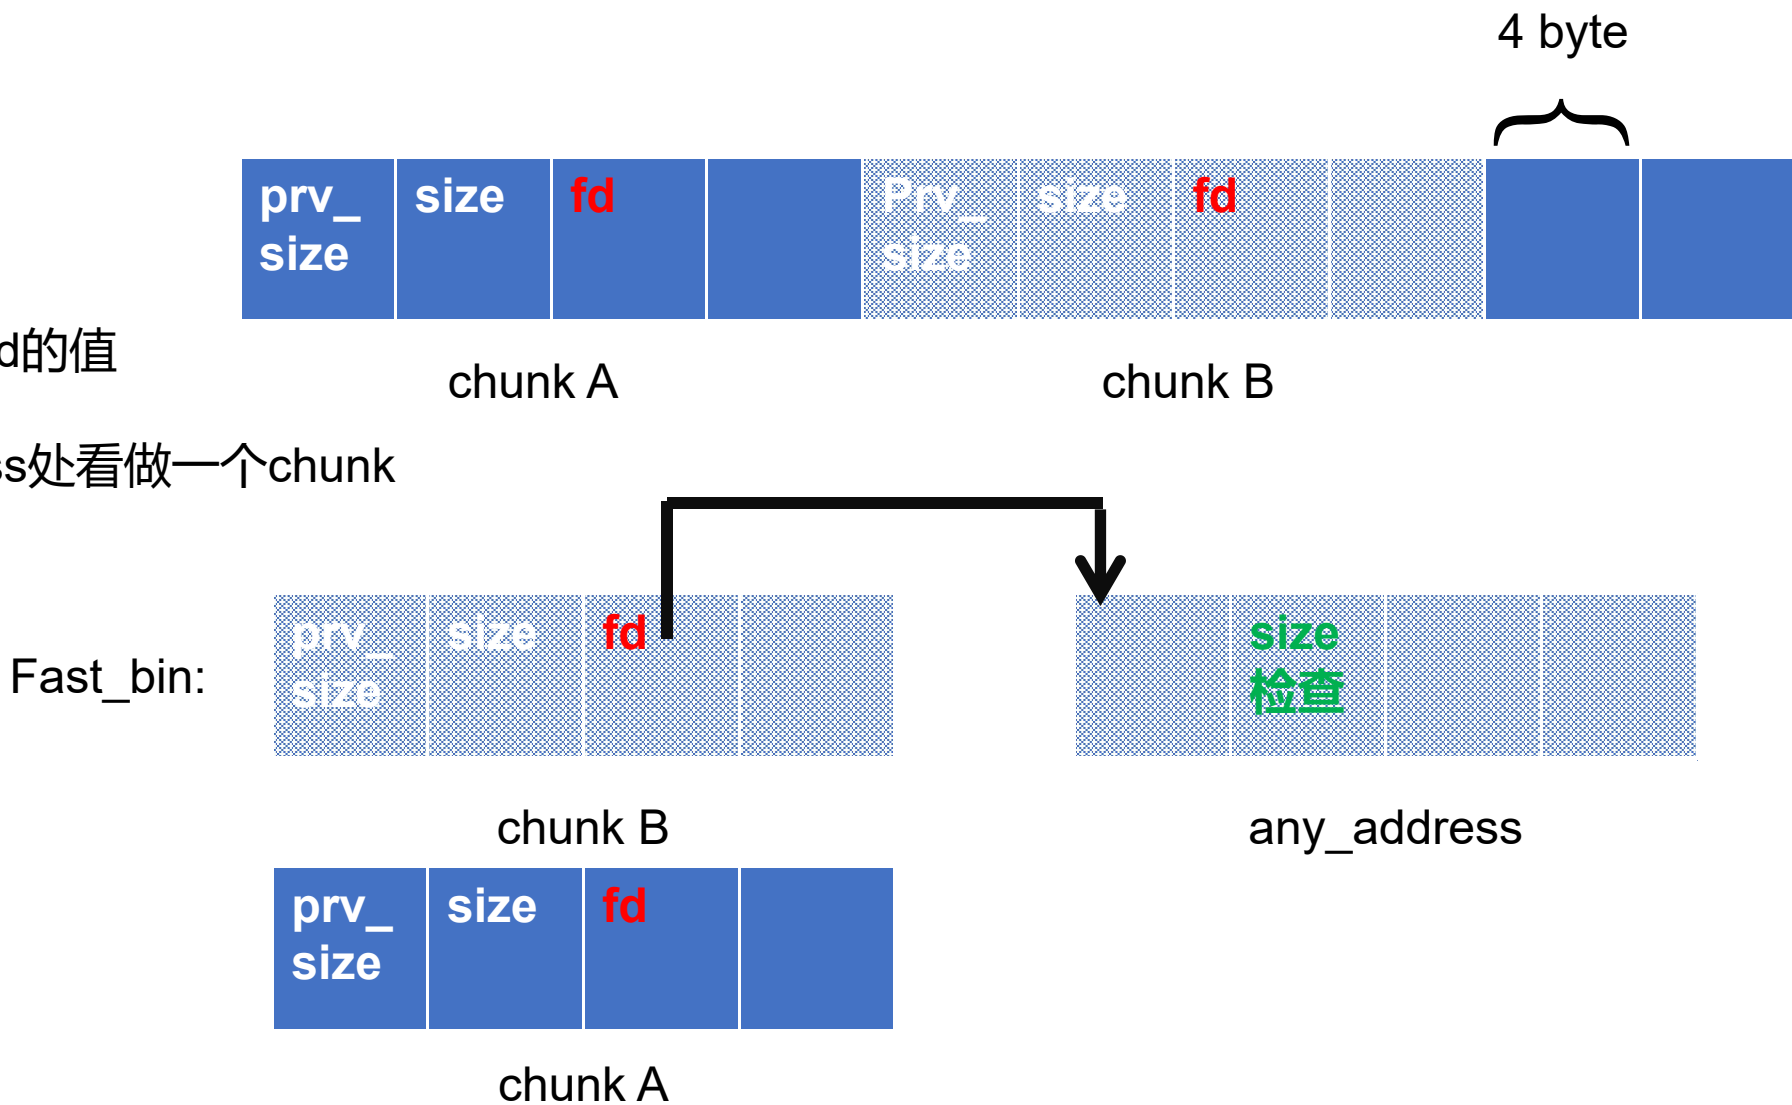 4 byte
prv_
size
size
fd
Prv_
size
size
fd
d的值
chunk A
chunk B
ss处看做一个chunk
Fast_bin:
prv_
size
size
fd
size
检查
chunk B
any_address
prv_
size
size
fd
chunk A